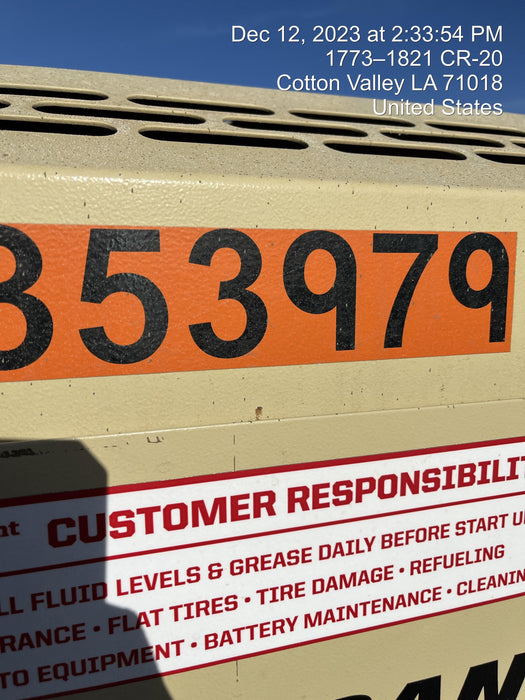 Dec 12, 2023 at 2:33:54 PM
1773–1821 CR-20
Cotton Valley LA 71018
United States
353979
CUSTOMER RESPONSIBILIT
LL FLUID LEVELS & GREASE DAILY BEFORE START U
RANCE • FLAT TIRES • TIRE DAMAGE • REFUELING
TO EQUIPMENT • BATTERY MAINTENANCE • CLEANIN